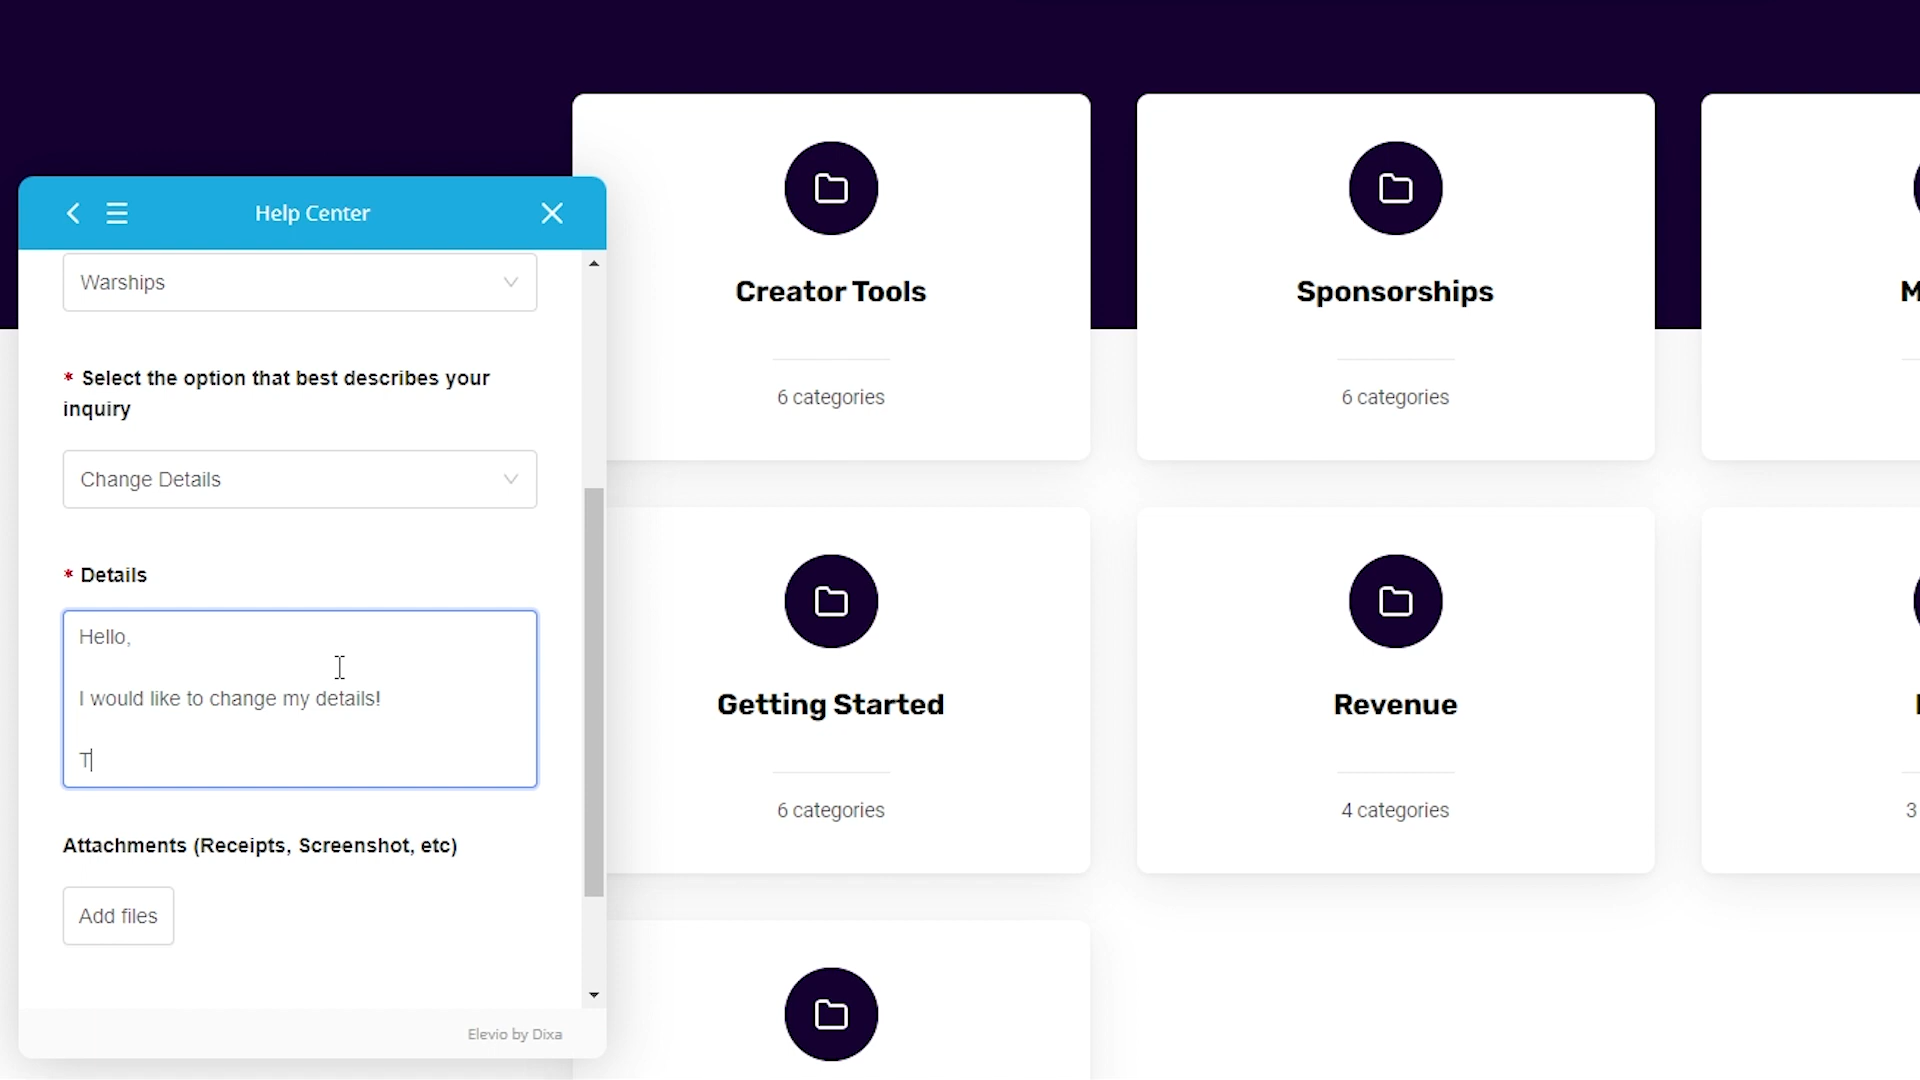 Help Center
Warships
* Select the option that best describes your
inquiry
Change Details
* Details
Hello,
I would like to change my details!
T
Attachments (Receipts, Screenshot, etc)
Add files
Elevio by Dixa
Creator Tools
6 categories
Sponsorships
6 categories
M
Getting Started
6 categories
Revenue
4 categories
3